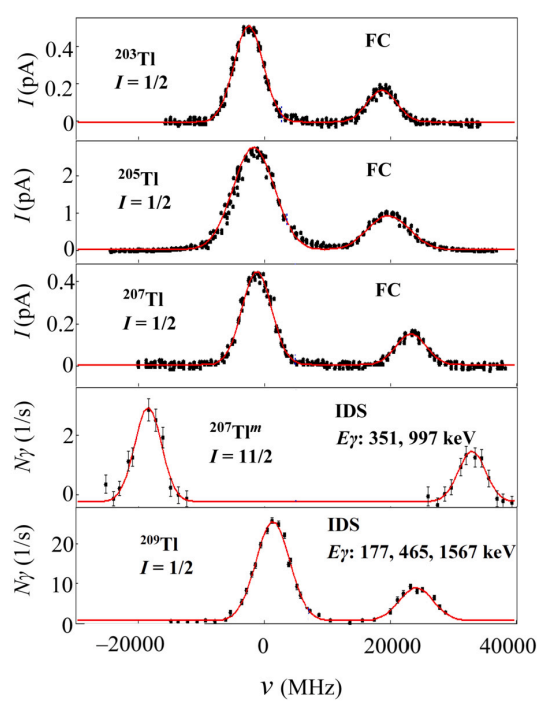 I (pA)
0.4
0.2
0
²⁰³Tl
I = 1/2
FC
I (pA)
2
1
0
²⁰⁵Tl
I = 1/2
FC
I (pA)
0.4
0.2
0
²⁰⁷Tl
I = 1/2
FC
Nγ (1/s)
2
0
²⁰⁷Tlᵐ
I = 11/2
IDS
Eγ: 351, 997 keV
Nγ (1/s)
20
10
0
²⁰⁹Tl
I = 1/2
IDS
Eγ: 177, 465, 1567 keV
−20000 0 20000 40000
ν (MHz)